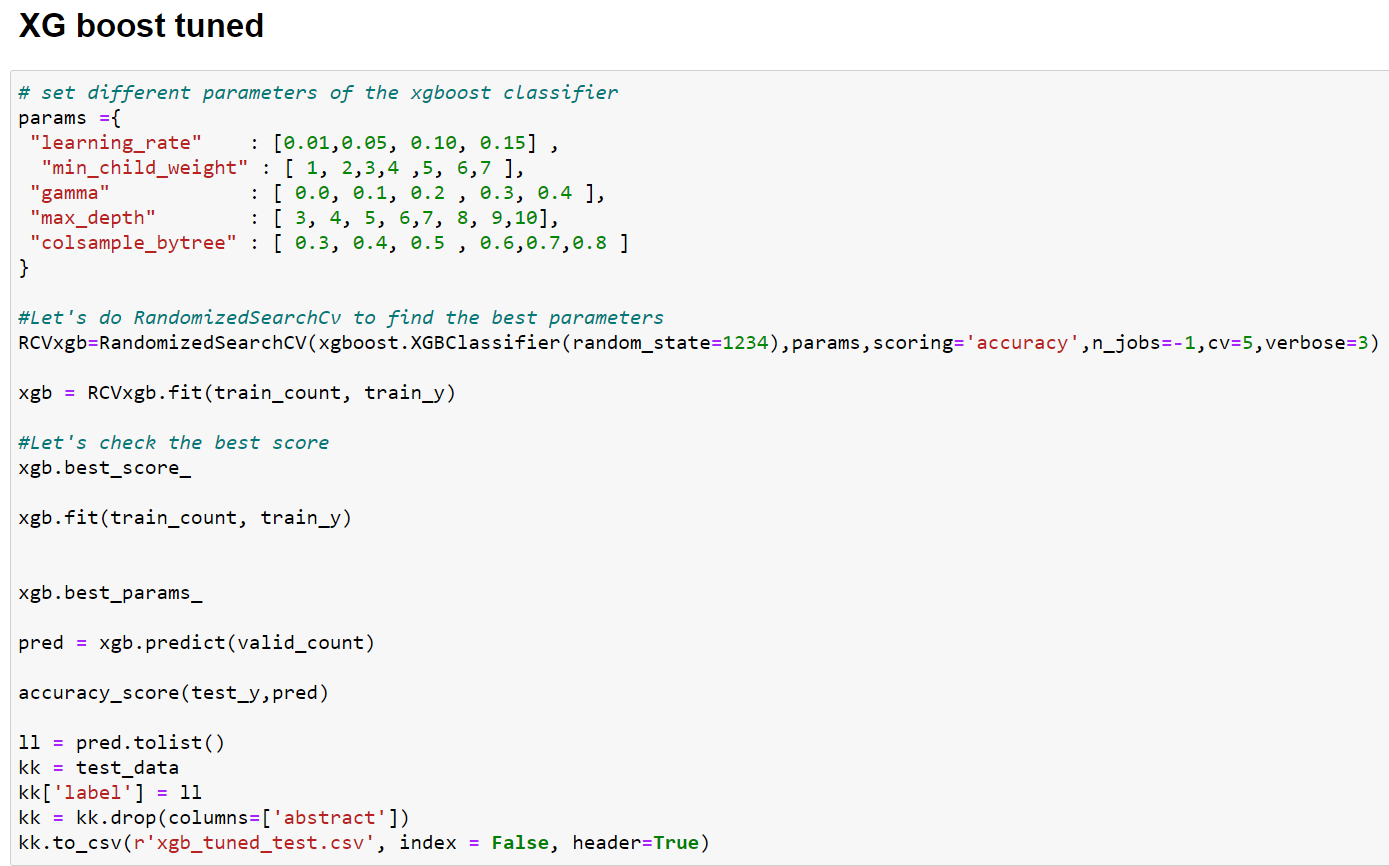 XG boost tuned
# set different parameters of the xgboost classifier
params ={
 "learning_rate"    : [0.01,0.05, 0.10, 0.15] ,
  "min_child_weight" : [ 1, 2,3,4 ,5, 6,7 ],
 "gamma"            : [ 0.0, 0.1, 0.2 , 0.3, 0.4 ],
 "max_depth"        : [ 3, 4, 5, 6,7, 8, 9,10],
 "colsample_bytree" : [ 0.3, 0.4, 0.5 , 0.6,0.7,0.8 ]
}
#Let's do RandomizedSearchCv to find the best parameters
RCVxgb=RandomizedSearchCV(xgboost.XGBClassifier(random_state=1234),params,scoring='accuracy',n_jobs=-1,cv=5,verbose=3)
xgb = RCVxgb.fit(train_count, train_y)
#Let's check the best score
xgb.best_score_
xgb.fit(train_count, train_y)
xgb.best_params_
pred = xgb.predict(valid_count)
accuracy_score(test_y,pred)
ll = pred.tolist()
kk = test_data
kk['label'] = ll
kk = kk.drop(columns=['abstract'])
kk.to_csv(r'xgb_tuned_test.csv', index = False, header=True)